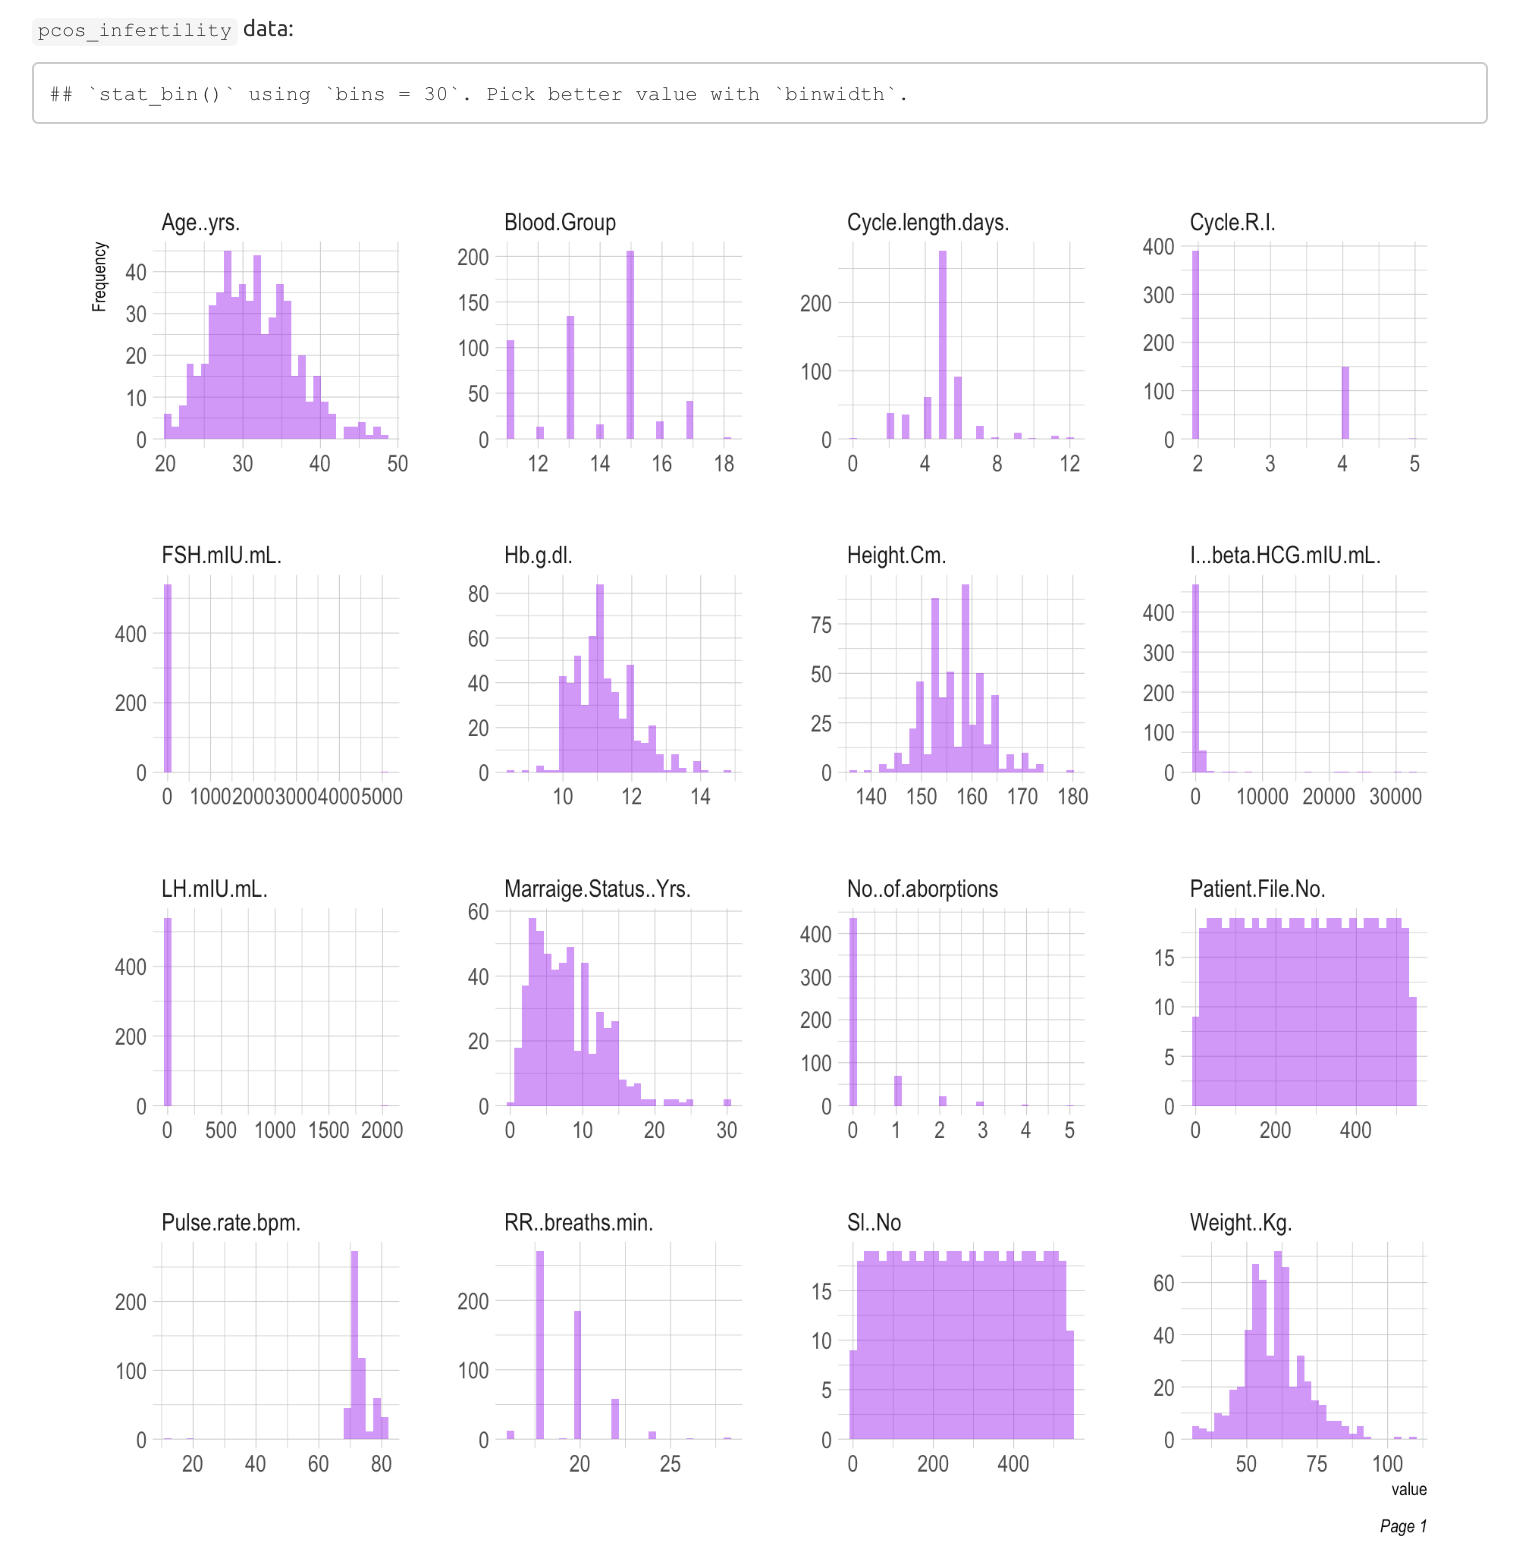 pcos_infertility data:
## `stat_bin()` using `bins = 30`. Pick better value with `binwidth`.
Age..yrs.
Frequency
40
30
20
10
0
20 30 40 50
Blood.Group
200
150
100
50
0
12 14 16 18
Cycle.length.days.
200
100
0
0 4 8 12
Cycle.R.I.
400
300
200
100
0
2 3 4 5
FSH.mIU.mL.
400
200
0
0 1000 2000 3000 4000 5000
Hb.g.dl.
80
60
40
20
0
10 12 14
Height.Cm.
75
50
25
0
140 150 160 170 180
I...beta.HCG.mIU.mL.
400
300
200
100
0
0 10000 20000 30000
LH.mIU.mL.
400
200
0
0 500 1000 1500 2000
Marraige.Status..Yrs.
60
40
20
0
0 10 20 30
No..of.aborptions
400
300
200
100
0
0 1 2 3 4 5
Patient.File.No.
15
10
5
0
0 200 400
Pulse.rate.bpm.
200
100
0
20 40 60 80
RR..breaths.min.
200
100
0
20 25
Sl..No
15
10
5
0
0 200 400
Weight..Kg.
60
40
20
0
50 75 100
value
Page 1